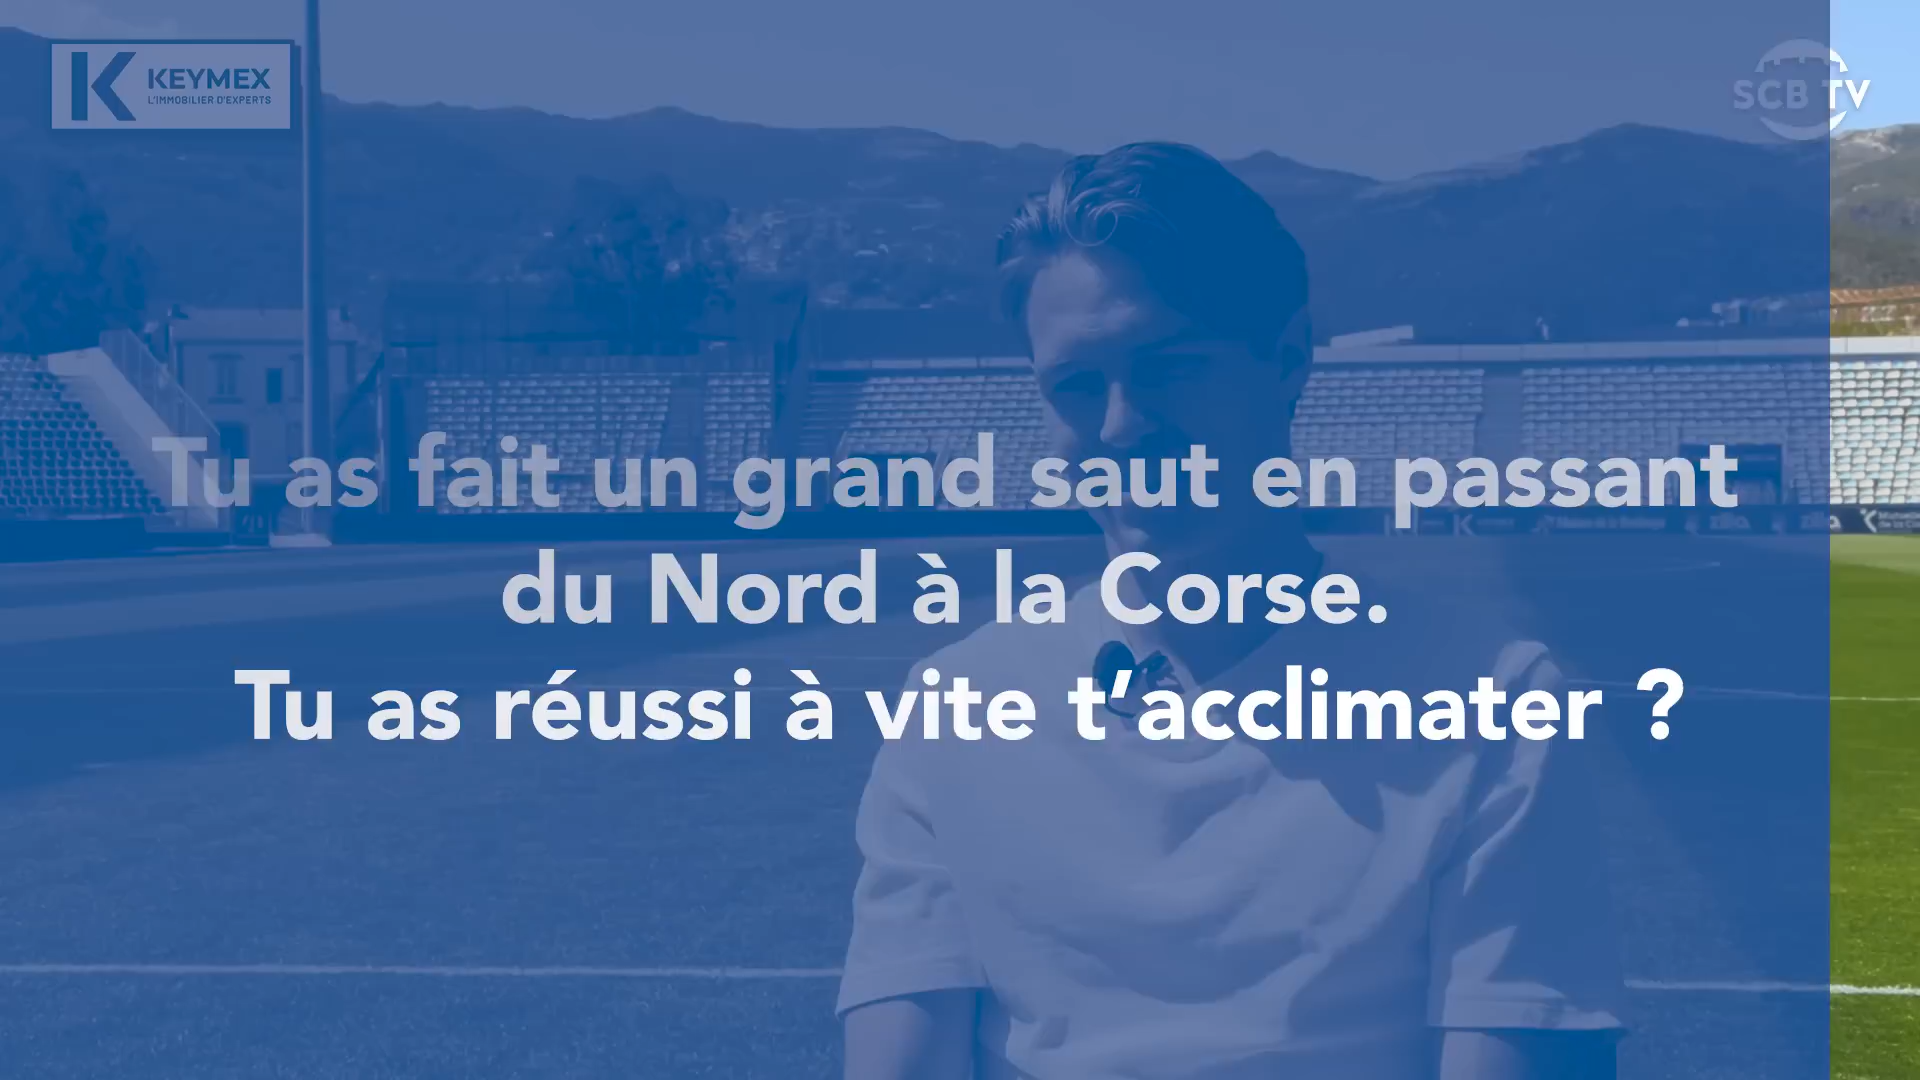 KEYMEX
L'IMMOBILIER D'EXPERTS
SCB TV
Tu as fait un grand saut en passant
du Nord à la Corse.
Tu as réussi à vite t’acclimater ?